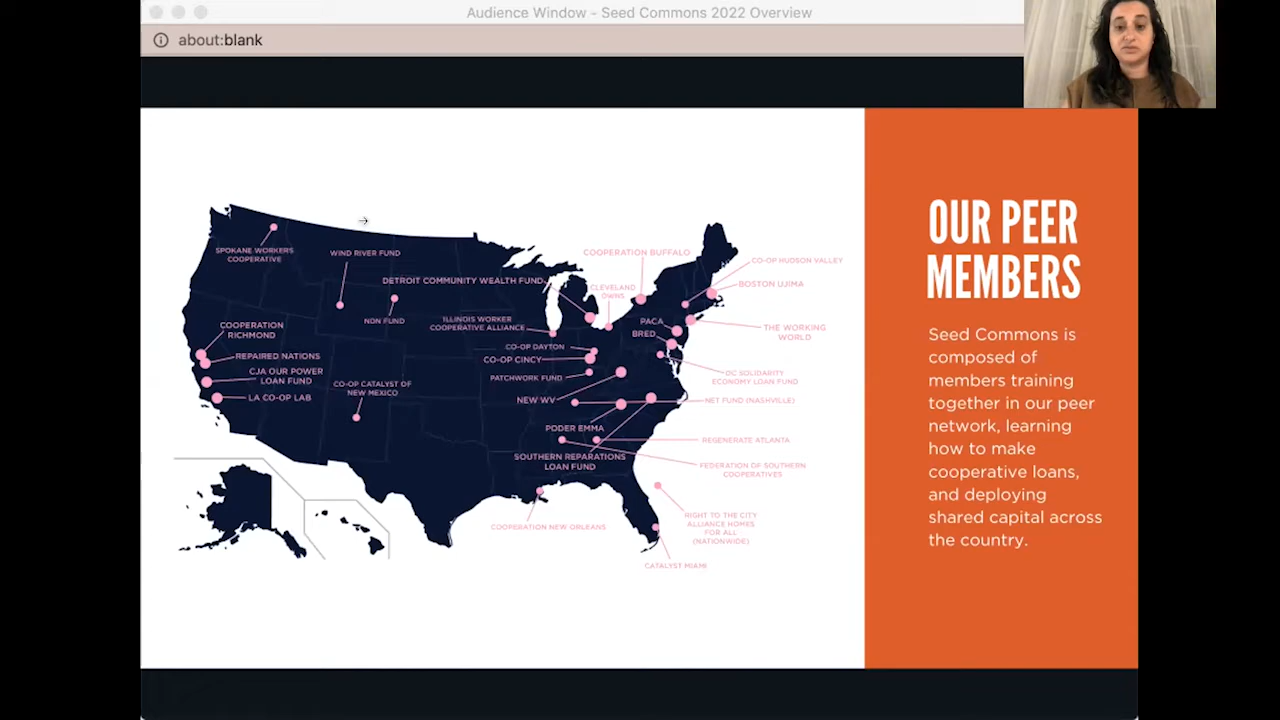 Audience Window - Seed Commons 2022 Overview
about:blank
SPOKANE WORKERS
COOPERATIVE
WIND RIVER FUND
DETROIT COMMUNITY WEALTH FUND
COOPERATION BUFFALO
CO-OP HUDSON VALLEY
CLEVELAND
OWNS
BOSTON UJIMA
NDN FUND
ILLINOIS WORKER
COOPERATIVE ALLIANCE
PACA
BRED
THE WORKING
WORLD
COOPERATION
RICHMOND
REPAIRED NATIONS
CJA OUR POWER
LOAN FUND
LA CO-OP LAB
CO-OP CATALYST OF
NEW MEXICO
CO-OP DAYTON
CO-OP CINCY
PATCHWORK FUND
NEW WV
DC SOLIDARITY
ECONOMY LOAN FUND
NET FUND (NASHVILLE)
PODER EMMA
REGENERATE ATLANTA
SOUTHERN REPARATIONS
LOAN FUND
FEDERATION OF SOUTHERN
COOPERATIVES
COOPERATION NEW ORLEANS
RIGHT TO THE CITY
ALLIANCE HOMES
FOR ALL
(NATIONWIDE)
CATALYST MIAMI
OUR PEER
MEMBERS
Seed Commons is
composed of
members training
together in our peer
network, learning
how to make
cooperative loans,
and deploying
shared capital across
the country.